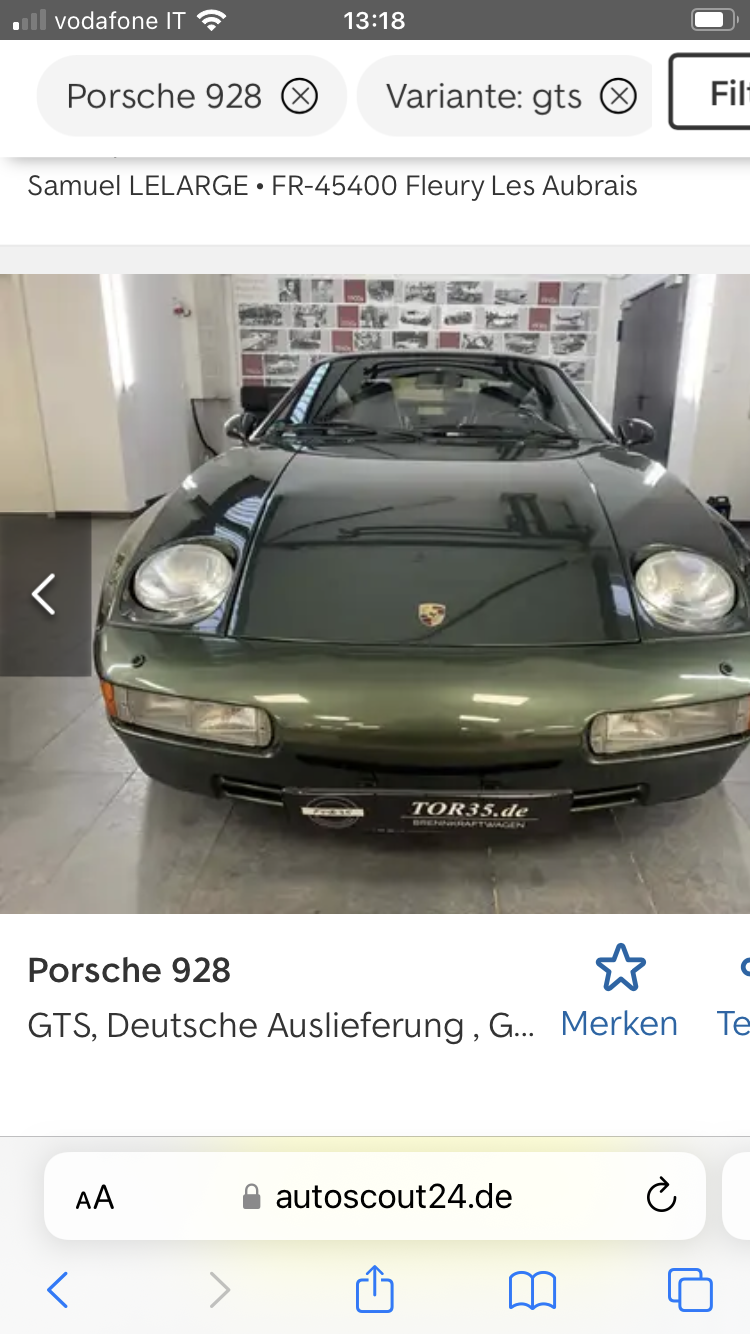 vodafone IT
13:18
Porsche 928
Variante: gts
Filt
Samuel LELARGE • FR-45400 Fleury Les Aubrais
TOR35.de
BRENNKRAFTWAGEN
Porsche 928
GTS, Deutsche Auslieferung , G...
Merken
Te
AA
autoscout24.de